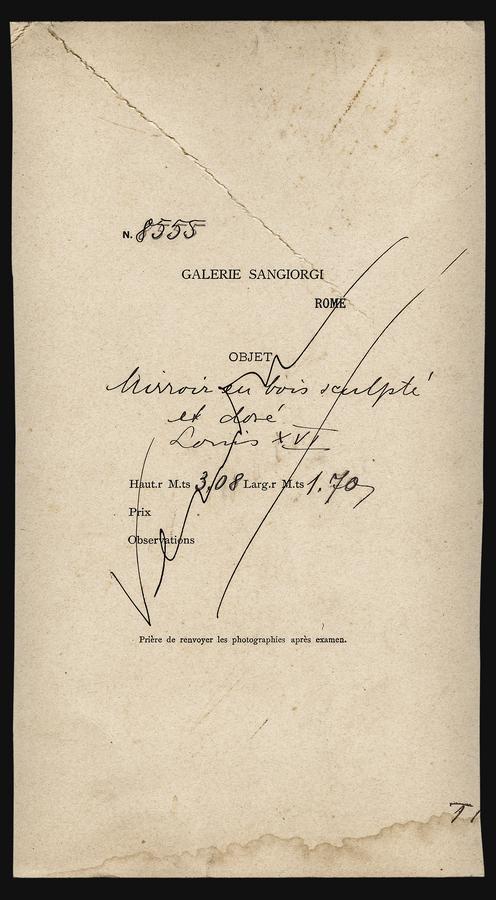 N. 8555
GALERIE SANGIORGI
ROME
OBJET
Mirroir en bois sculpté
et doré
Louis XVI
Haut.r M.ts 3,08 Larg.r M.ts 1.70
Prix
Observations
Prière de renvoyer les photographies après examen.